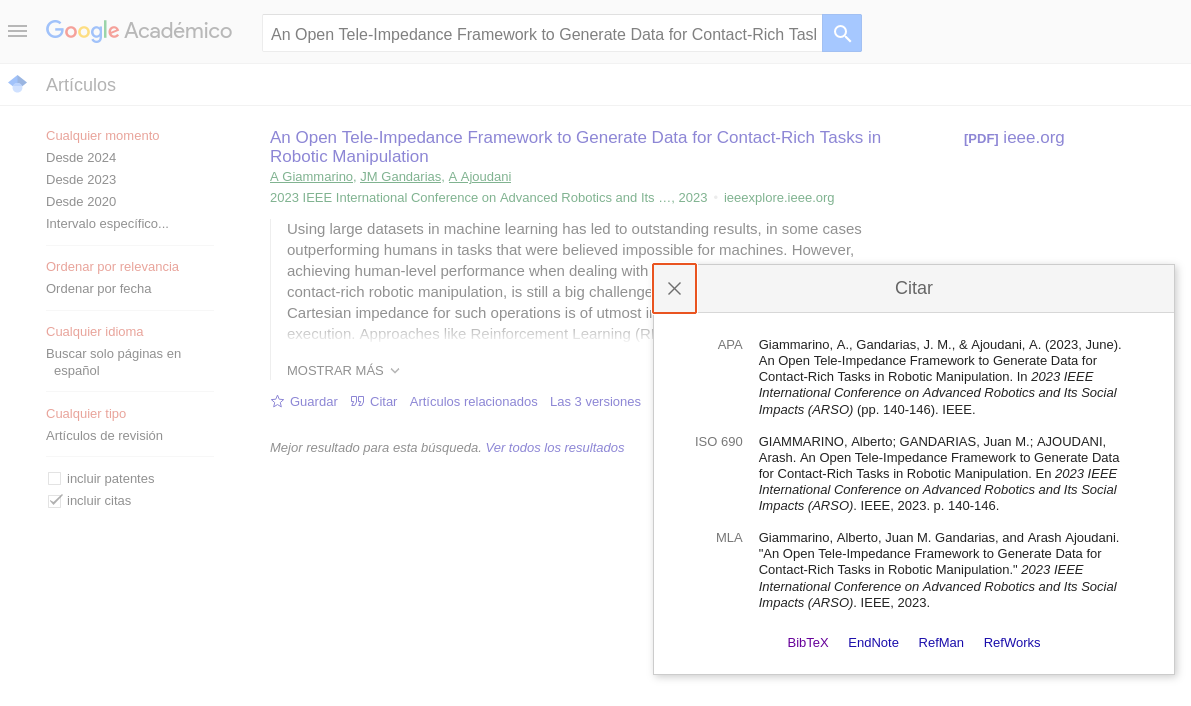 Google Académico
An Open Tele-Impedance Framework to Generate Data for Contact-Rich Tasl
Artículos
Cualquier momento
Desde 2024
Desde 2023
Desde 2020
Intervalo específico...
Ordenar por relevancia
Ordenar por fecha
Cualquier idioma
Buscar solo páginas en
español
Cualquier tipo
Artículos de revisión
incluir patentes
incluir citas
An Open Tele-Impedance Framework to Generate Data for Contact-Rich Tasks in
Robotic Manipulation
A Giammarino, JM Gandarias, A Ajoudani
2023 IEEE International Conference on Advanced Robotics and Its …, 2023 • ieeexplore.ieee.org
Using large datasets in machine learning has led to outstanding results, in some cases
outperforming humans in tasks that were believed impossible for machines. However,
achieving human-level performance when dealing with
contact-rich robotic manipulation, is still a big challenge
Cartesian impedance for such operations is of utmost
execution. Approaches like Reinforcement Learning
MOSTRAR MÁS
Guardar Citar Artículos relacionados Las 3 versiones
Mejor resultado para esta búsqueda. Ver todos los resultados
[PDF] ieee.org
Citar
APA Giammarino, A., Gandarias, J. M., & Ajoudani, A. (2023, June).
An Open Tele-Impedance Framework to Generate Data for
Contact-Rich Tasks in Robotic Manipulation. In 2023 IEEE
International Conference on Advanced Robotics and Its Social
Impacts (ARSO) (pp. 140-146). IEEE.
ISO 690 GIAMMARINO, Alberto; GANDARIAS, Juan M.; AJOUDANI,
Arash. An Open Tele-Impedance Framework to Generate Data
for Contact-Rich Tasks in Robotic Manipulation. En 2023 IEEE
International Conference on Advanced Robotics and Its Social
Impacts (ARSO). IEEE, 2023. p. 140-146.
MLA Giammarino, Alberto, Juan M. Gandarias, and Arash Ajoudani.
"An Open Tele-Impedance Framework to Generate Data for
Contact-Rich Tasks in Robotic Manipulation." 2023 IEEE
International Conference on Advanced Robotics and Its Social
Impacts (ARSO). IEEE, 2023.
BibTeX EndNote RefMan RefWorks